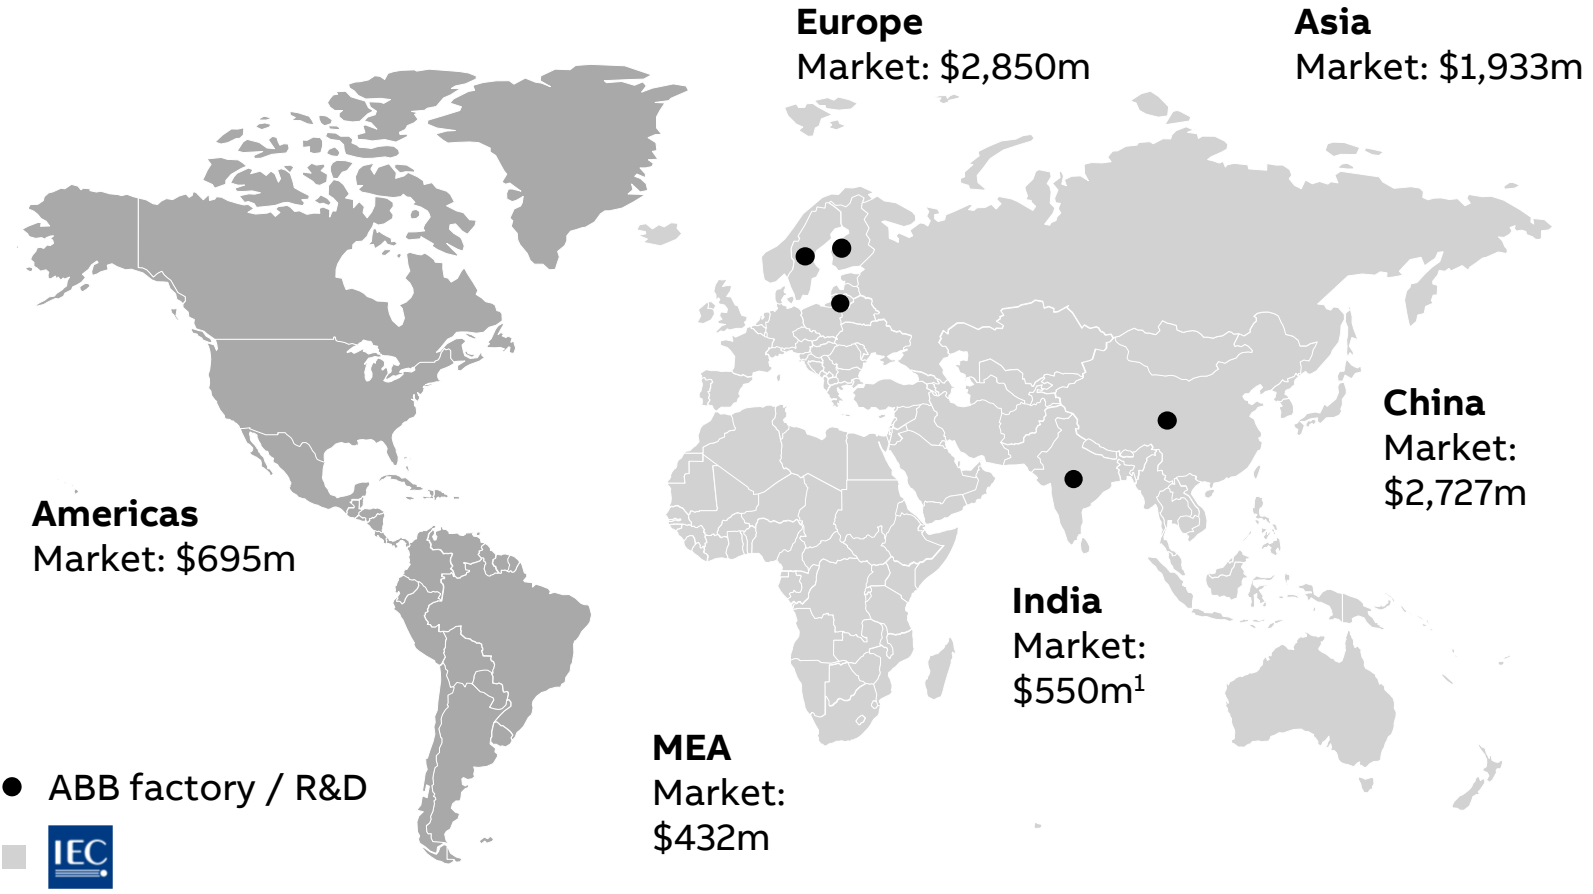 Europe
Market: $2,850m
Asia
Market: $1,933m
China
Market:
$2,727m
Americas
Market: $695m
India
Market:
$550m¹
MEA
Market:
$432m
ABB factory / R&D
IEC